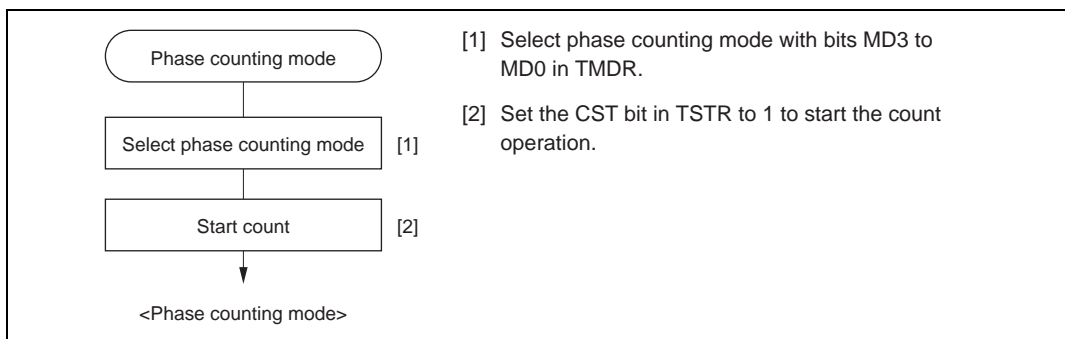 Phase counting mode
Select phase counting mode [1]
Start count [2]
<Phase counting mode>
[1] Select phase counting mode with bits MD3 to
MD0 in TMDR.
[2] Set the CST bit in TSTR to 1 to start the count
operation.